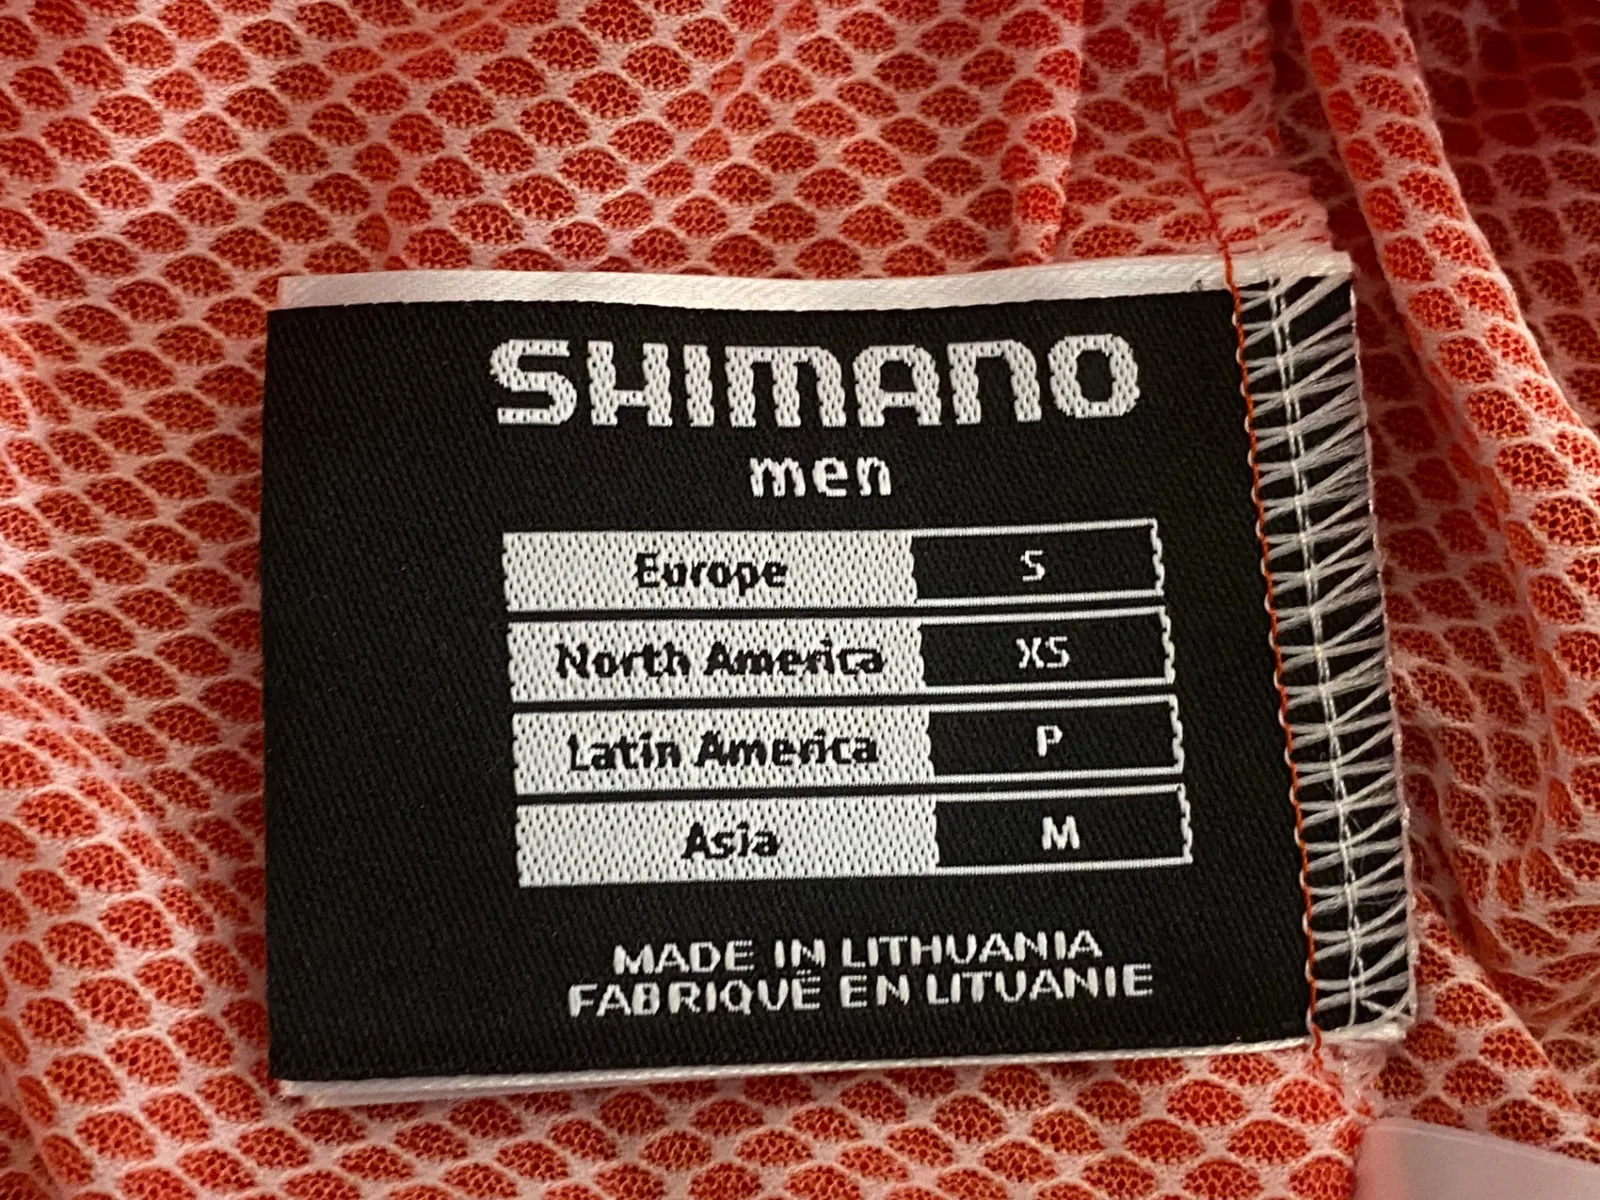 SHIMANO
men
Europe S
North America XS
Latin America P
Asia M
MADE IN LITHUANIA
FABRIQUÉ EN LITUANIE